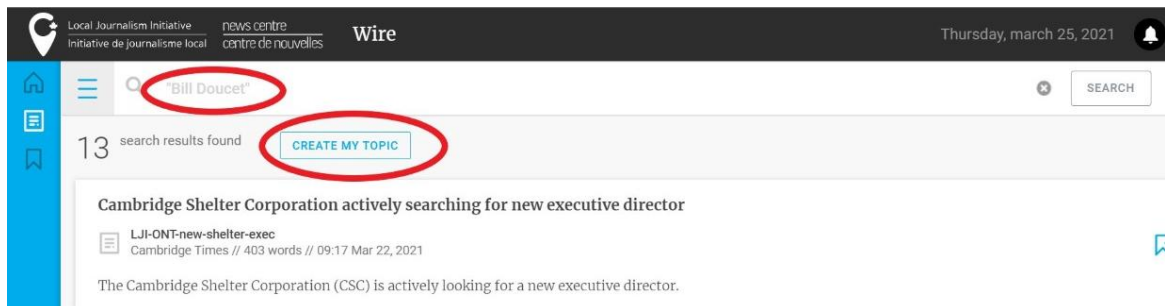 Local Journalism Initiative
Initiative de journalisme local
news centre
centre de nouvelles
Wire
Thursday, march 25, 2021
"Bill Doucet"
SEARCH
13 search results found
CREATE MY TOPIC
Cambridge Shelter Corporation actively searching for new executive director
LJI-ONT-new-shelter-exec
Cambridge Times // 403 words // 09:17 Mar 22, 2021
The Cambridge Shelter Corporation (CSC) is actively looking for a new executive director.